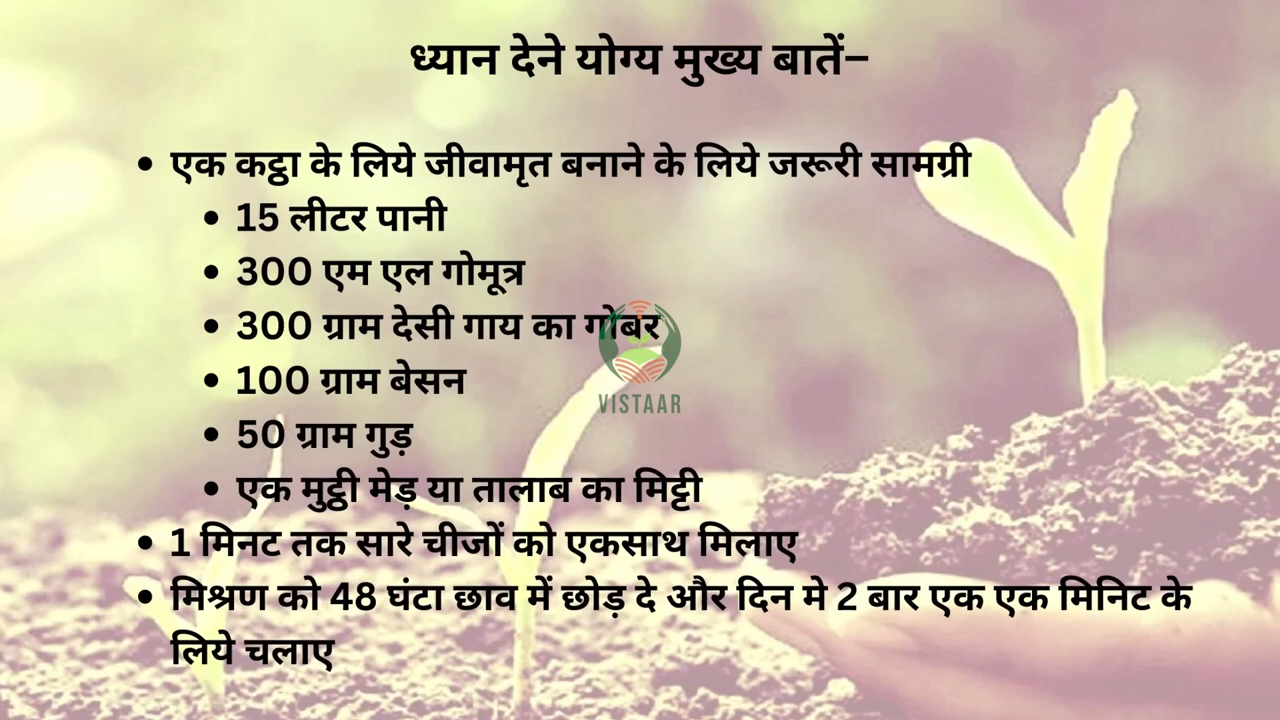 ध्यान देने योग्य मुख्य बातें–
• एक कट्ठा के लिये जीवामृत बनाने के लिये जरूरी सामग्री
• 15 लीटर पानी
• 300 एम एल गोमूत्र
• 300 ग्राम देसी गाय का गोबर
• 100 ग्राम बेसन
VISTAAR
• 50 ग्राम गुड़
• एक मुट्ठी मेड़ या तालाब का मिट्टी
• 1 मिनट तक सारे चीजों को एकसाथ मिलाए
• मिश्रण को 48 घंटा छाव में छोड़ दे और दिन मे 2 बार एक एक मिनिट के
लिये चलाए